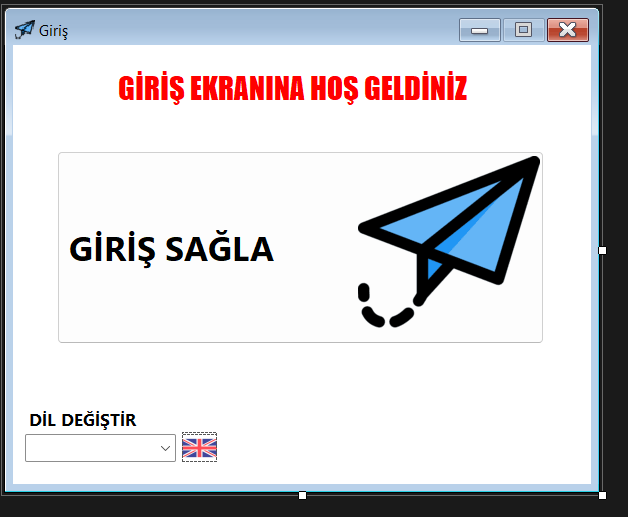 Giriş
GİRİŞ EKRANINA HOŞ GELDİNİZ
GİRİŞ SAĞLA
DİL DEĞİŞTİR